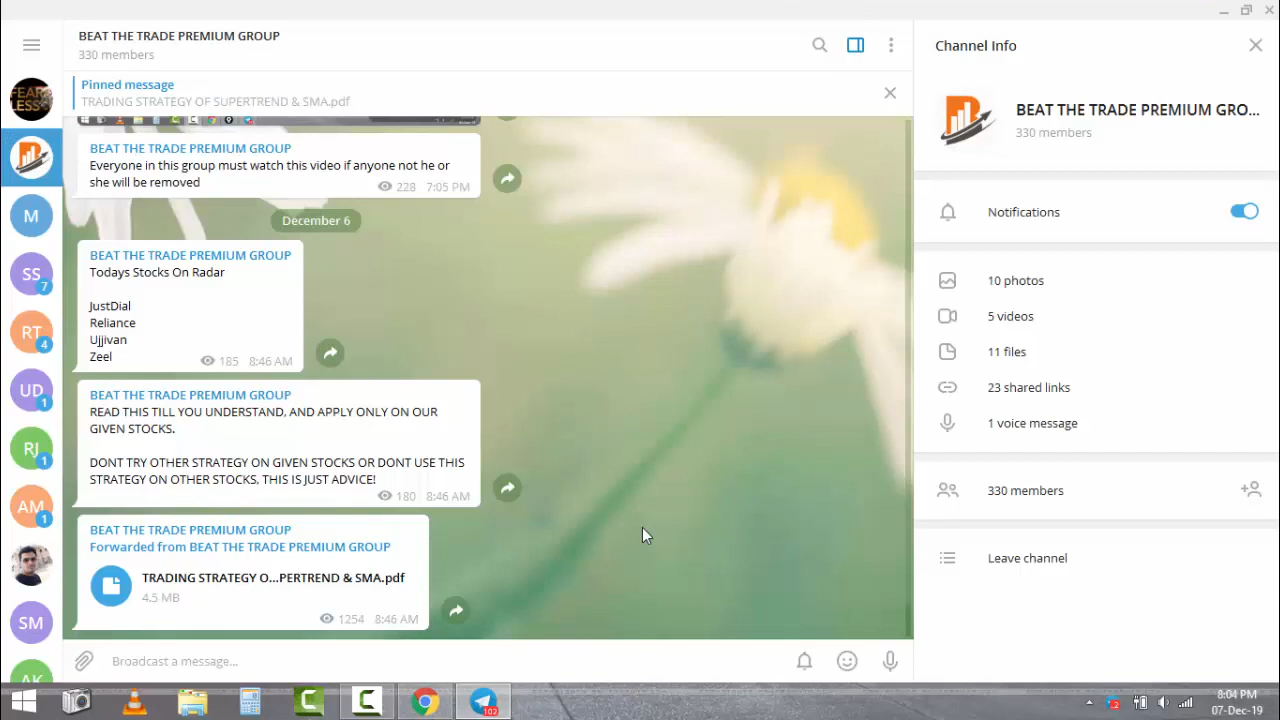 BEAT THE TRADE PREMIUM GROUP
330 members
Pinned message
TRADING STRATEGY OF SUPERTREND & SMA.pdf
BEAT THE TRADE PREMIUM GROUP
Everyone in this group must watch this video if anyone not he or
she will be removed
228 7:05 PM
December 6
BEAT THE TRADE PREMIUM GROUP
Todays Stocks On Radar
JustDial
Reliance
Ujjivan
Zeel
185 8:46 AM
BEAT THE TRADE PREMIUM GROUP
READ THIS TILL YOU UNDERSTAND, AND APPLY ONLY ON OUR
GIVEN STOCKS.
DONT TRY OTHER STRATEGY ON GIVEN STOCKS OR DONT USE THIS
STRATEGY ON OTHER STOCKS, THIS IS JUST ADVICE!
180 8:46 AM
BEAT THE TRADE PREMIUM GROUP
Forwarded from BEAT THE TRADE PREMIUM GROUP
TRADING STRATEGY O...PERTREND & SMA.pdf
4.5 MB
1254 8:46 AM
Broadcast a message...
FEAR
LESS
M
SS
7
RT
4
UD
1
RJ
1
AM
1
SM
AK
Channel Info
BEAT THE TRADE PREMIUM GRO...
330 members
Notifications
10 photos
5 videos
11 files
23 shared links
1 voice message
330 members
Leave channel
103
8:04 PM
07-Dec-19